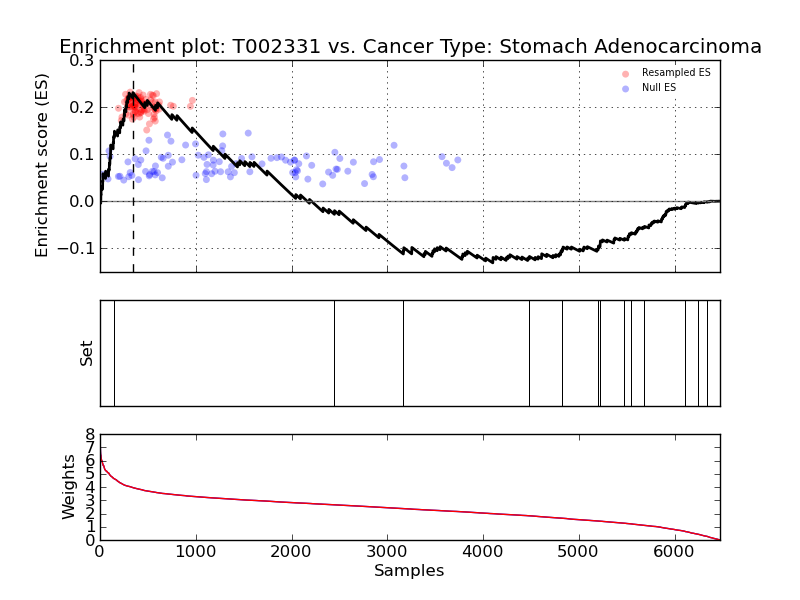 Enrichment plot: T002331 vs. Cancer Type: Stomach Adenocarcinoma
Enrichment score (ES)
0.3
0.2
0.1
0.0
−0.1
Resampled ES
Null ES
Set
Weights
8
7
6
5
4
3
2
1
0
0 1000 2000 3000 4000 5000 6000
Samples